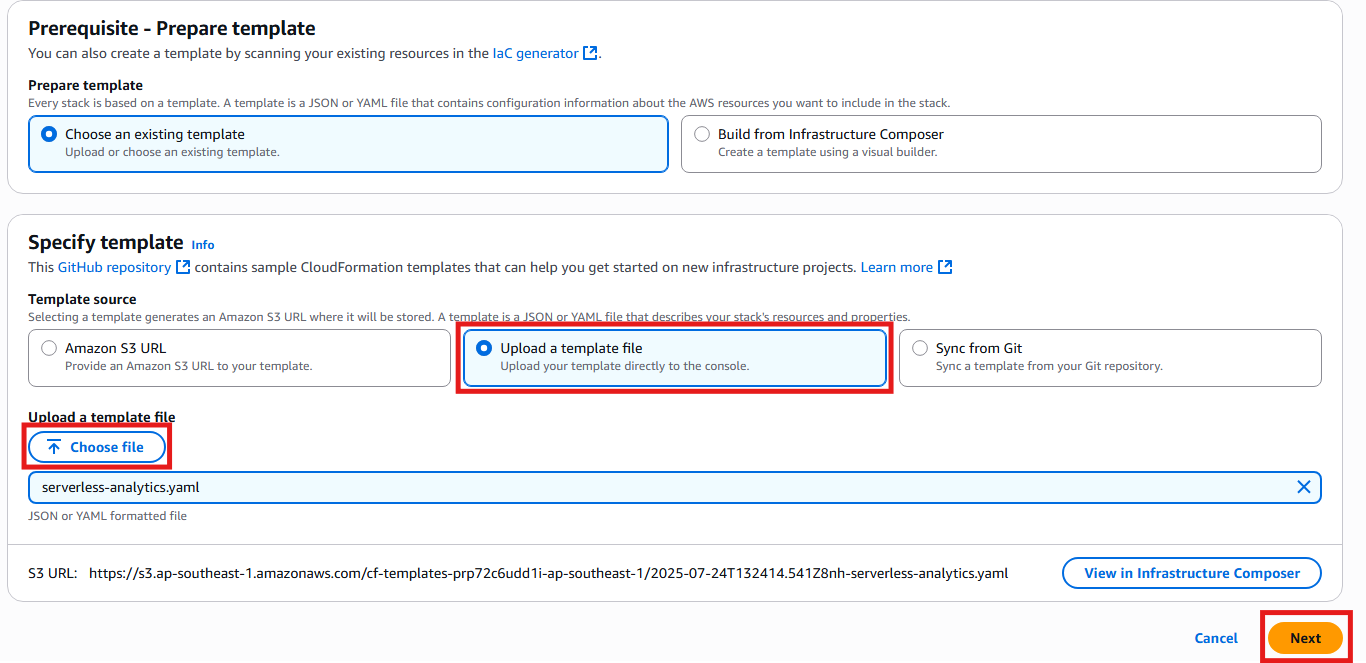 Prerequisite - Prepare template
You can also create a template by scanning your existing resources in the IaC generator.
Prepare template
Every stack is based on a template. A template is a JSON or YAML file that contains configuration information about the AWS resources you want to include in the stack.
Choose an existing template
Upload or choose an existing template.
Build from Infrastructure Composer
Create a template using a visual builder.
Specify template Info
This GitHub repository contains sample CloudFormation templates that can help you get started on new infrastructure projects. Learn more
Template source
Selecting a template generates an Amazon S3 URL where it will be stored. A template is a JSON or YAML file that describes your stack's resources and properties.
Amazon S3 URL
Provide an Amazon S3 URL to your template.
Upload a template file
Upload your template directly to the console.
Sync from Git
Sync a template from your Git repository.
Upload a template file
Choose file
serverless-analytics.yaml
JSON or YAML formatted file
S3 URL: https://s3.ap-southeast-1.amazonaws.com/cf-templates-prp72c6udd1i-ap-southeast-1/2025-07-24T132414.541Z8nh-serverless-analytics.yaml
View in Infrastructure Composer
Cancel
Next